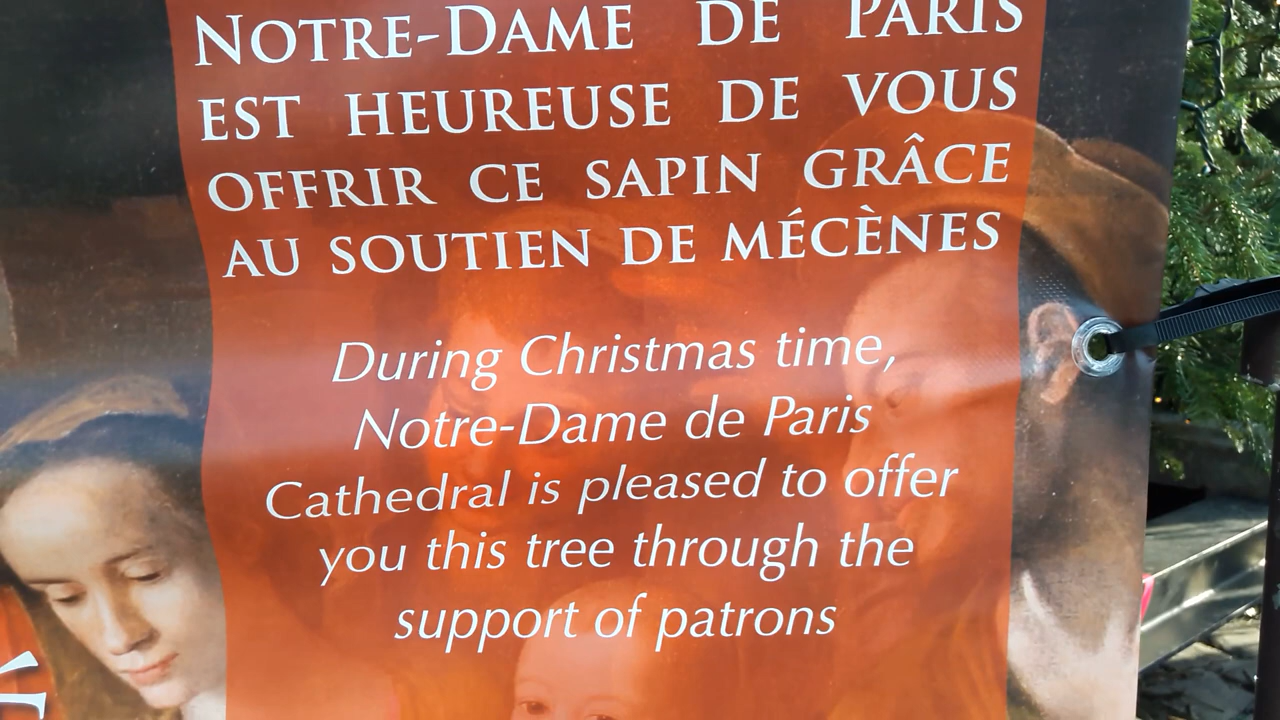 NOTRE-DAME DE PARIS
EST HEUREUSE DE VOUS
OFFRIR CE SAPIN GRÂCE
AU SOUTIEN DE MÉCÈNES
During Christmas time,
Notre-Dame de Paris
Cathedral is pleased to offer
you this tree through the
support of patrons